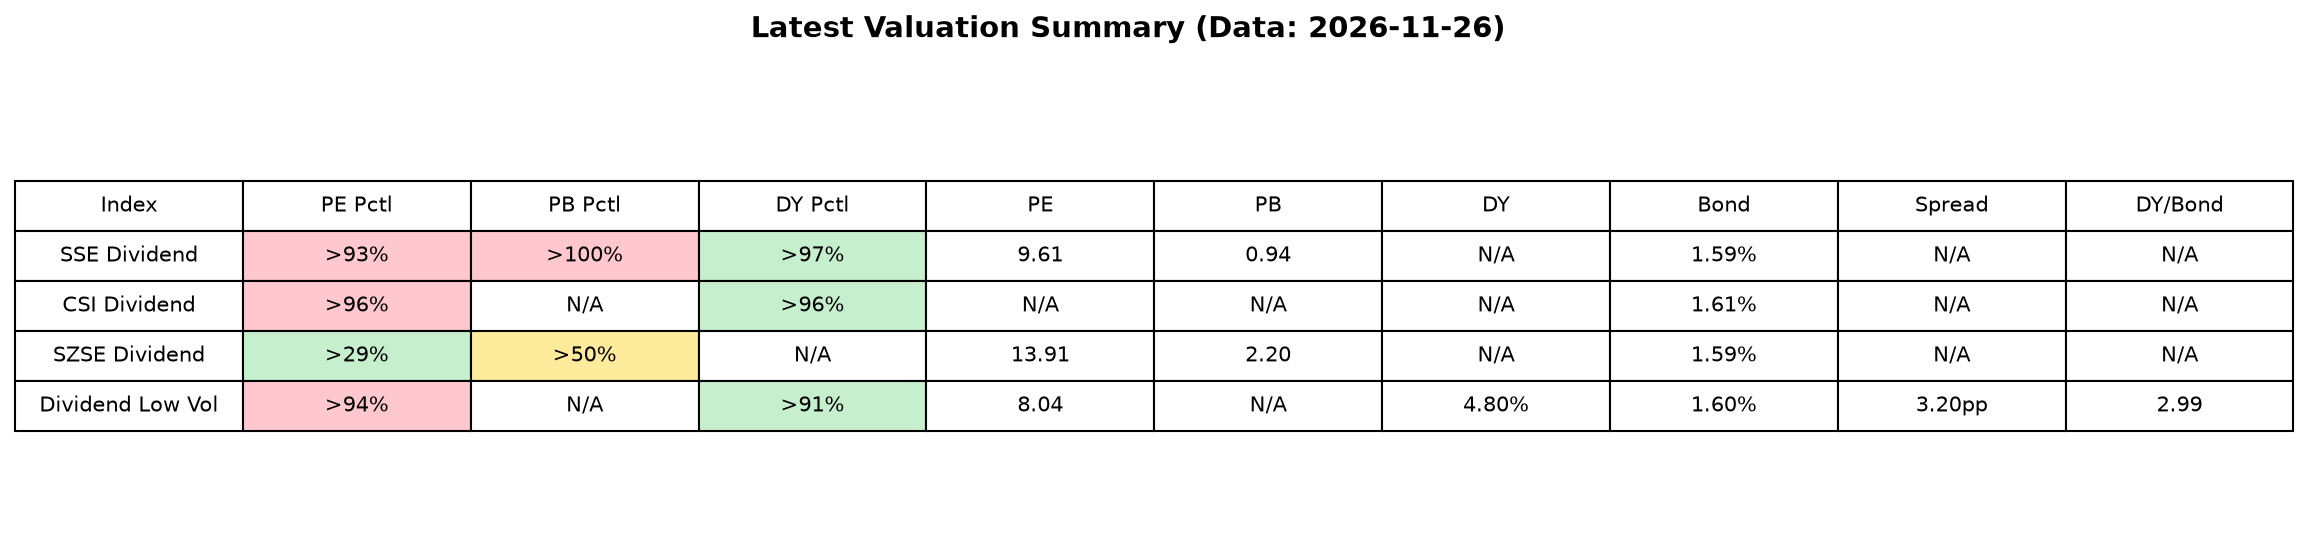 Latest Valuation Summary (Data: 2026-11-26)
Index PE Pctl PB Pctl DY Pctl PE PB DY Bond Spread DY/Bond
SSE Dividend >93% >100% >97% 9.61 0.94 N/A 1.59% N/A N/A
CSI Dividend >96% N/A >96% N/A N/A N/A 1.61% N/A N/A
SZSE Dividend >29% >50% N/A 13.91 2.20 N/A 1.59% N/A N/A
Dividend Low Vol >94% N/A >91% 8.04 N/A 4.80% 1.60% 3.20pp 2.99